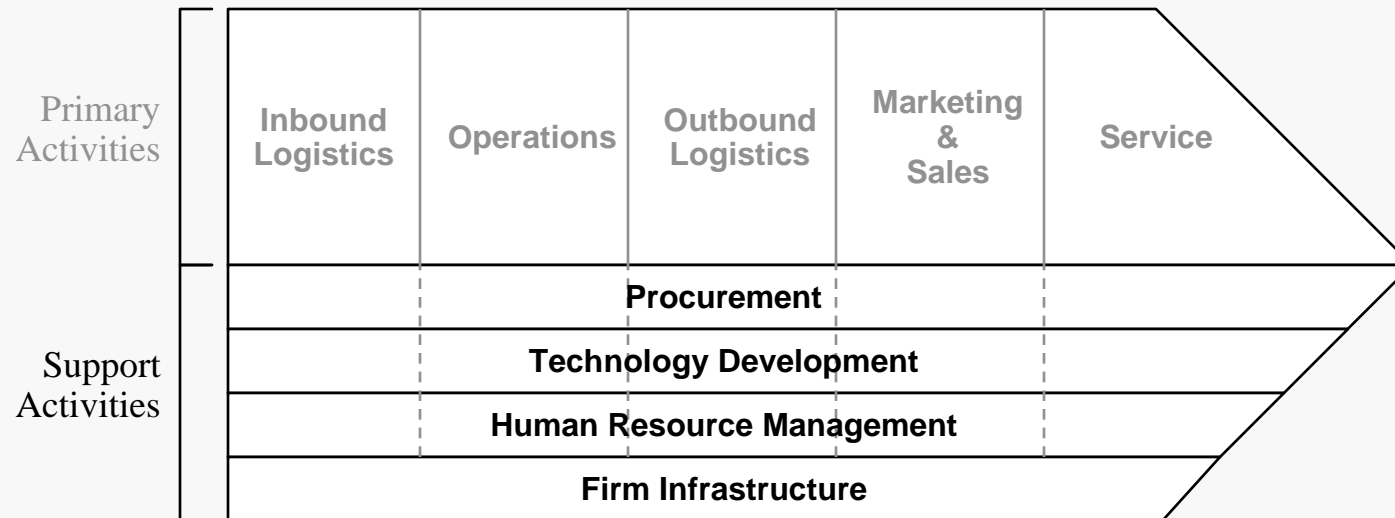 Primary
Activities
Inbound
Logistics
Operations
Outbound
Logistics
Marketing
&
Sales
Service
Procurement
Technology Development
Support
Activities
Human Resource Management
Firm Infrastructure